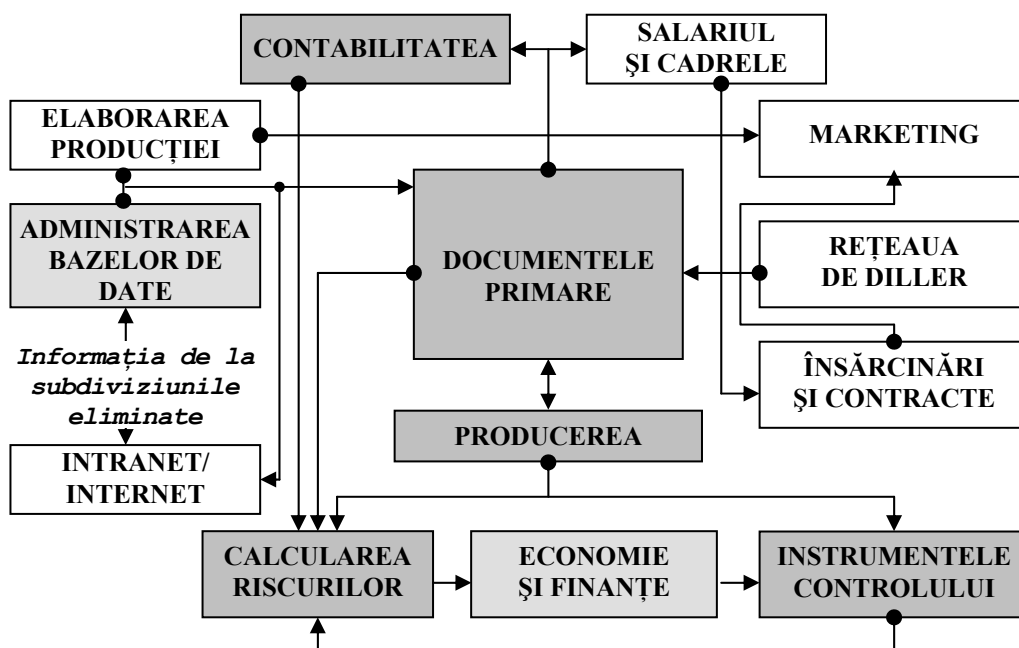 CONTABILITATEA
SALARIUL
ŞI CADRELE
ELABORAREA
PRODUCȚIEI
MARKETING
ADMINISTRAREA
BAZELOR DE
DATE
DOCUMENTELE
PRIMARE
REȚEAUA
DE DILLER
Informația de la
subdiviziunile
eliminate
ÎNSĂRCINĂRI
ŞI CONTRACTE
PRODUCEREA
INTRANET/
INTERNET
CALCULAREA
RISCURILOR
ECONOMIE
ŞI FINANȚE
INSTRUMENTELE
CONTROLULUI